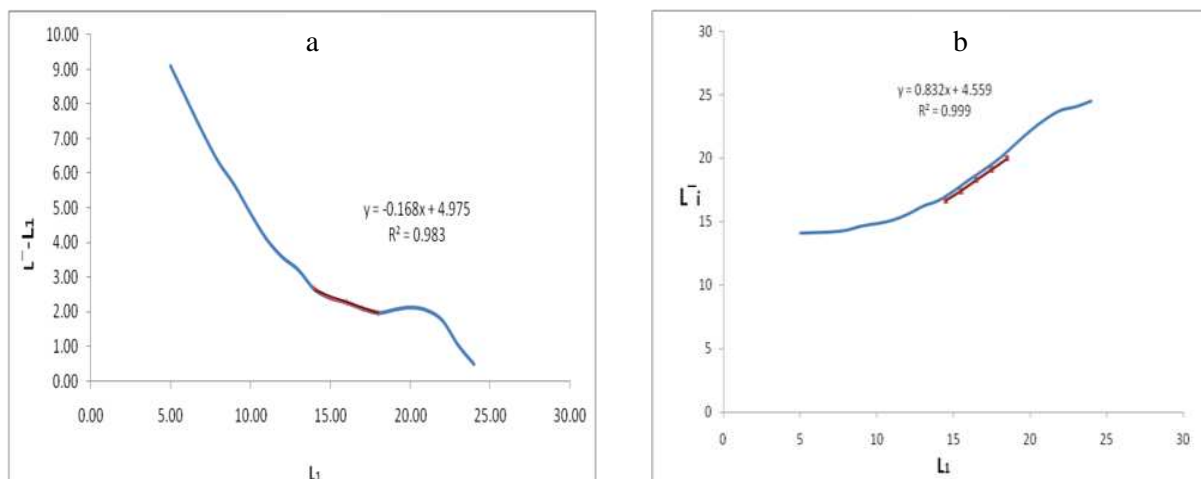 a
10.00
9.00
8.00
7.00
6.00
5.00
4.00
3.00
2.00
1.00
0.00
L¯-L1
y = -0.168x + 4.975
R² = 0.983
0.00 5.00 10.00 15.00 20.00 25.00 30.00
L1
b
30
25
20
15
10
5
0
L¯i
y = 0.832x + 4.559
R² = 0.999
0 5 10 15 20 25 30
L1